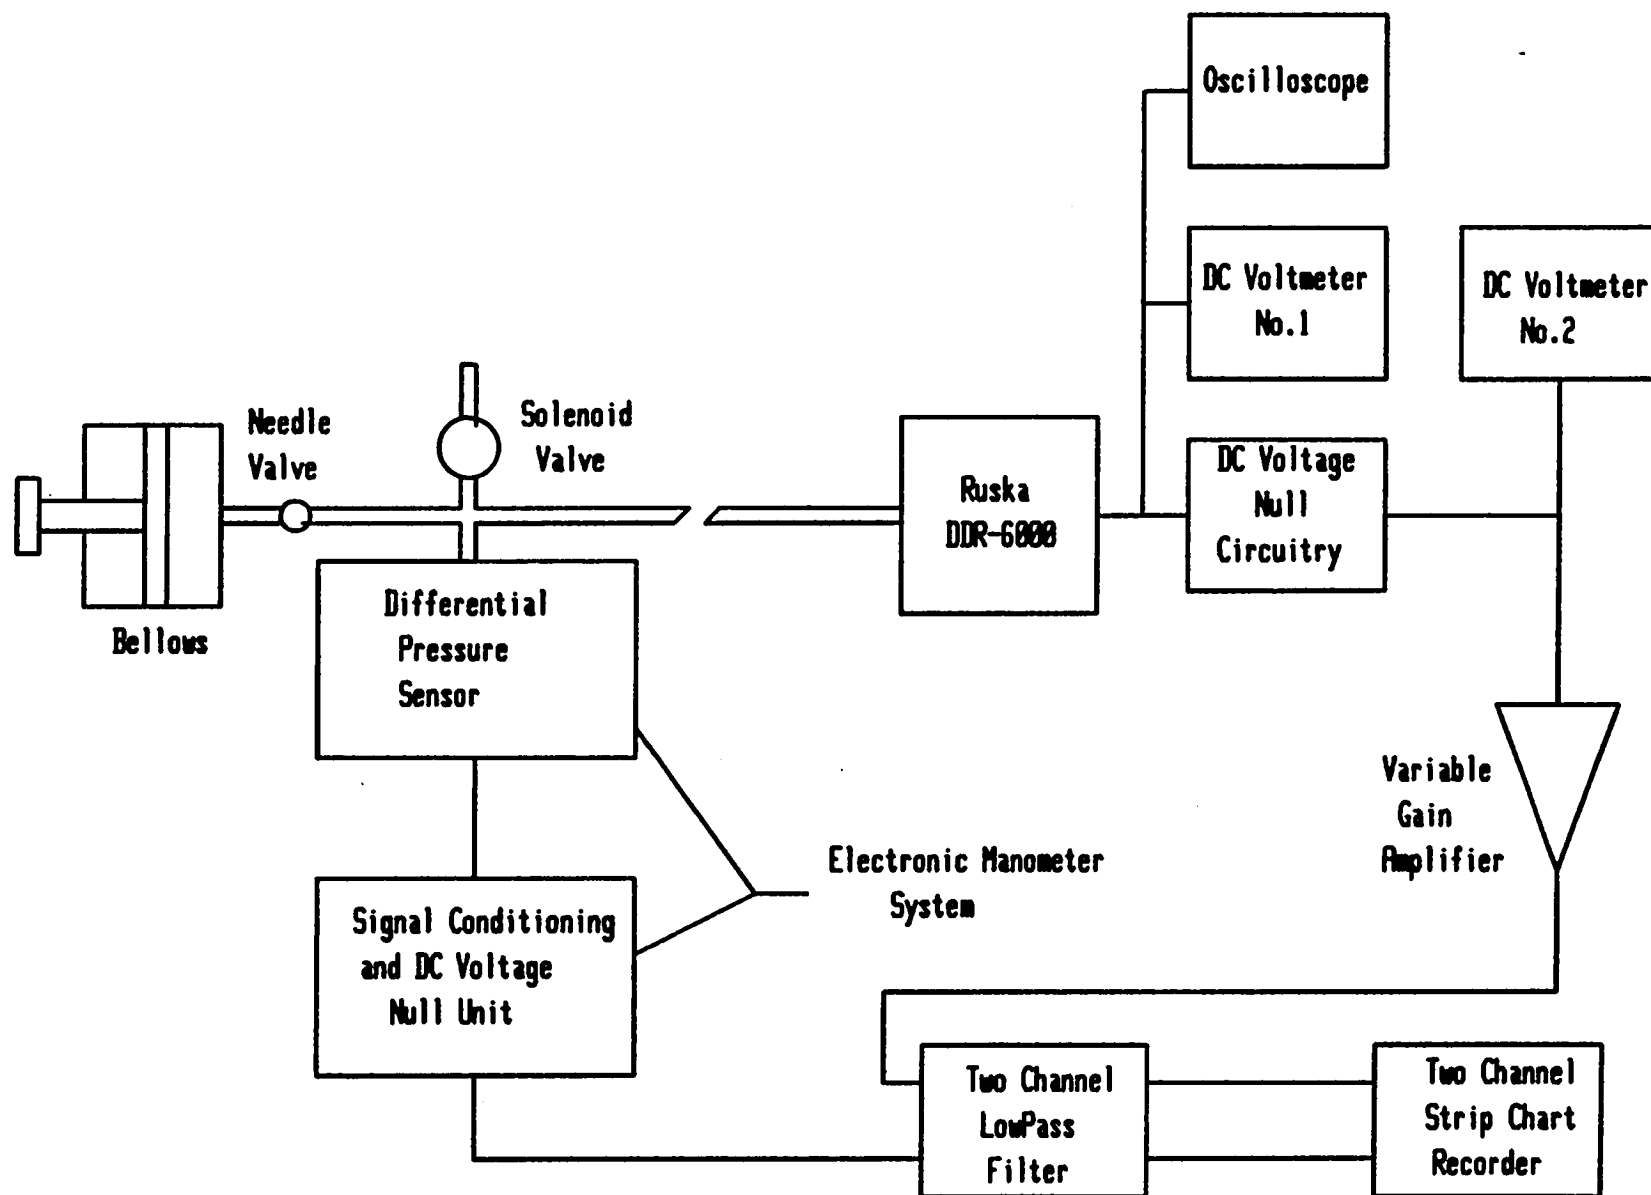 Oscilloscope
DC Voltmeter
No.1
DC Voltmeter
No.2
Needle
Valve
Solenoid
Valve
Bellows
Ruska
DDR-6000
DC Voltage
Null
Circuitry
Differential
Pressure
Sensor
Variable
Gain
Amplifier
Electronic Manometer
System
Signal Conditioning
and DC Voltage
Null Unit
Two Channel
LowPass
Filter
Two Channel
Strip Chart
Recorder